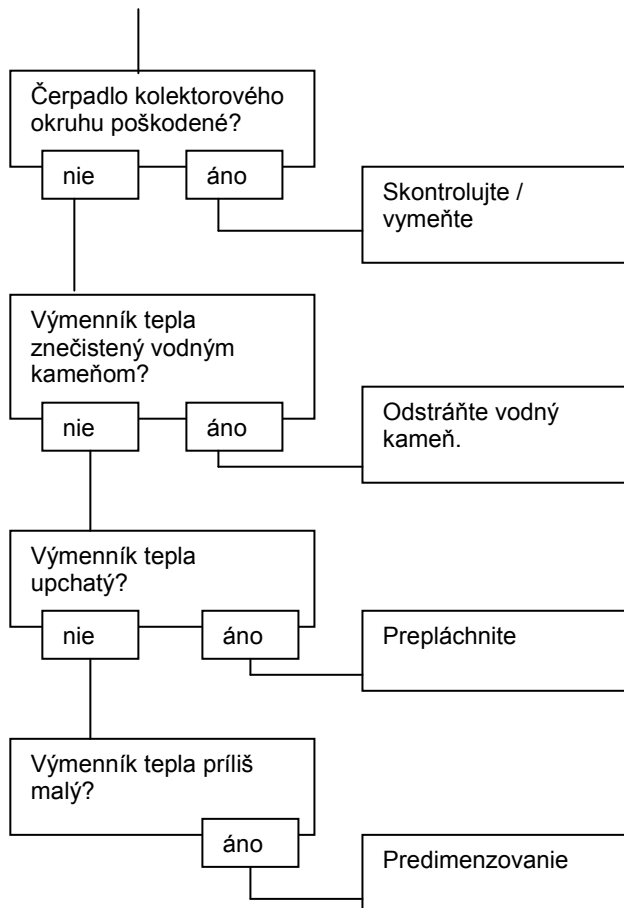 Čerpadlo kolektorového
okruhu poškodené?
nie
áno
Skontrolujte /
vymeňte
Výmenník tepla
znečistený vodným
kameňom?
nie
áno
Odstráňte vodný
kameň.
Výmenník tepla
upchatý?
nie
áno
Prepláchnite
Výmenník tepla príliš
malý?
áno
Predimenzovanie